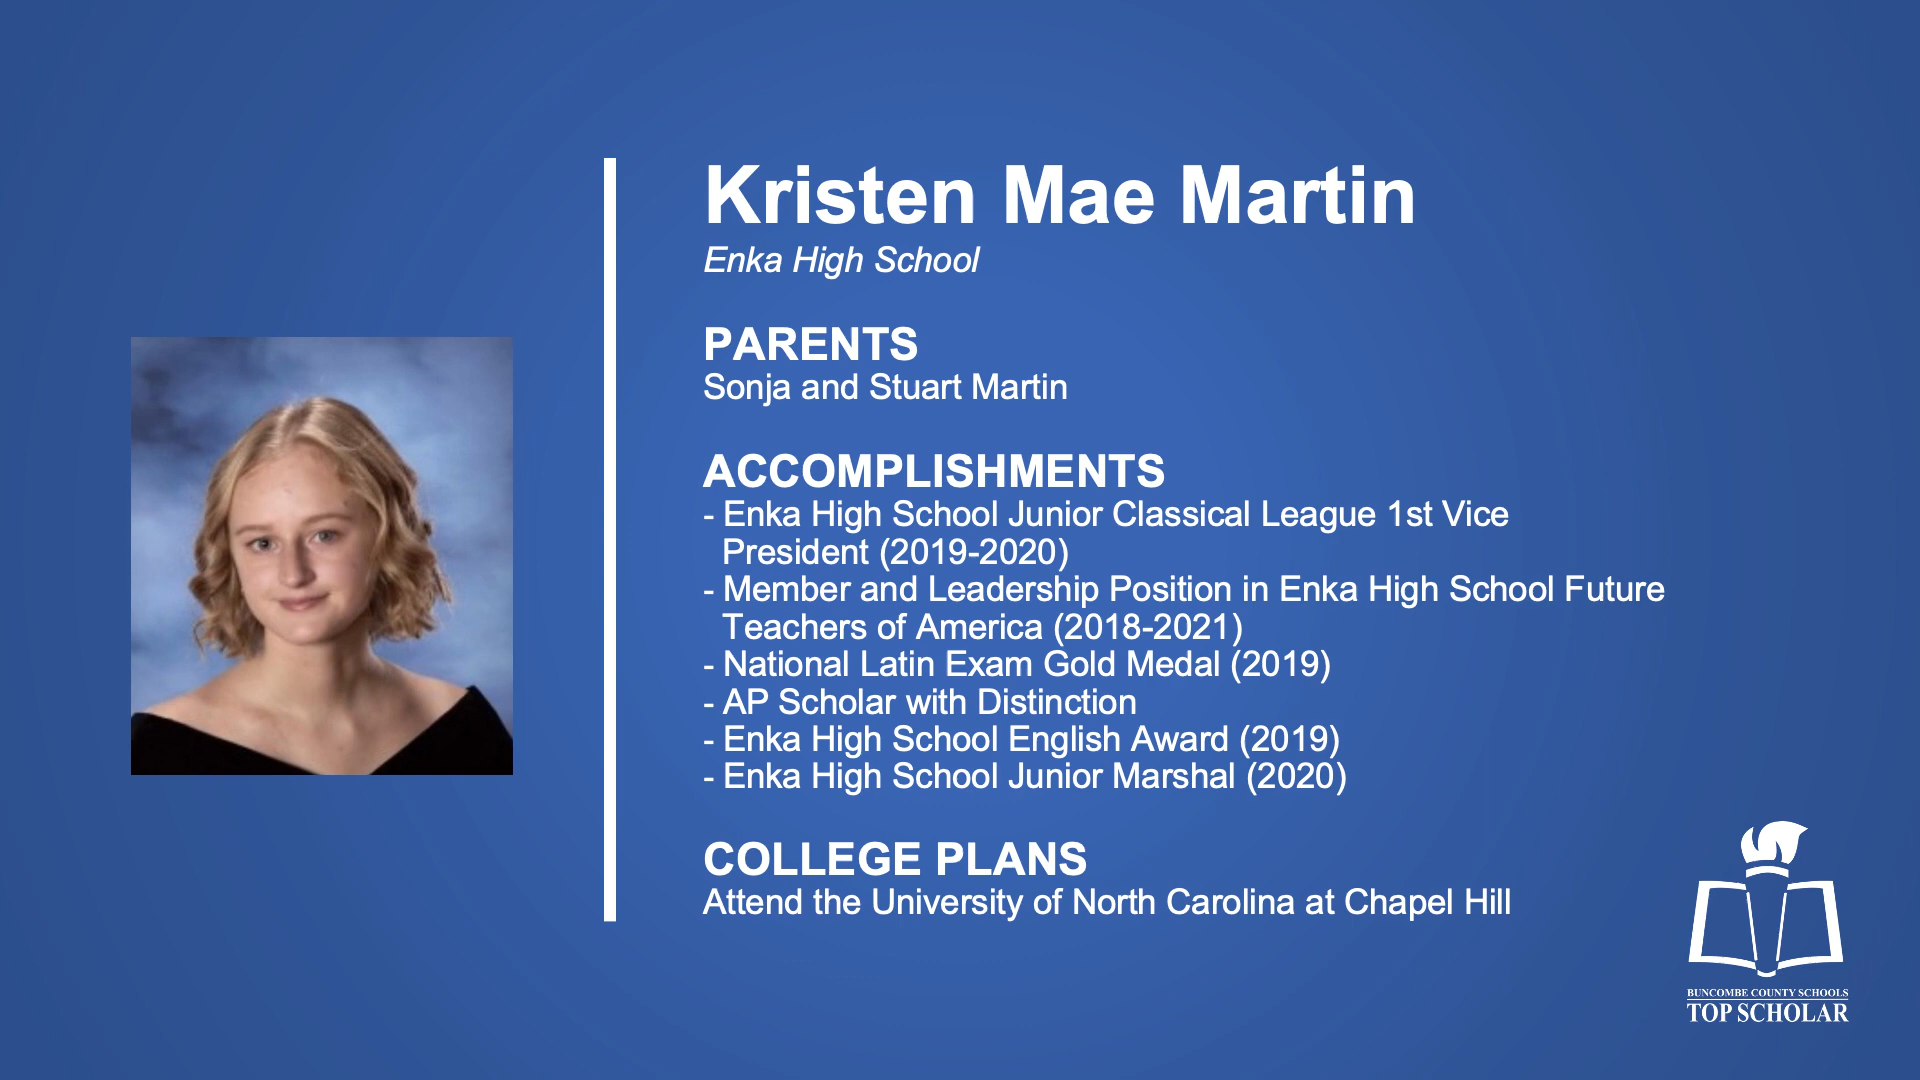 Kristen Mae Martin
Enka High School
PARENTS
Sonja and Stuart Martin
ACCOMPLISHMENTS
- Enka High School Junior Classical League 1st Vice
President (2019-2020)
- Member and Leadership Position in Enka High School Future
Teachers of America (2018-2021)
- National Latin Exam Gold Medal (2019)
- AP Scholar with Distinction
- Enka High School English Award (2019)
- Enka High School Junior Marshal (2020)
COLLEGE PLANS
Attend the University of North Carolina at Chapel Hill
BUNCOMBE COUNTY SCHOOLS
TOP SCHOLAR